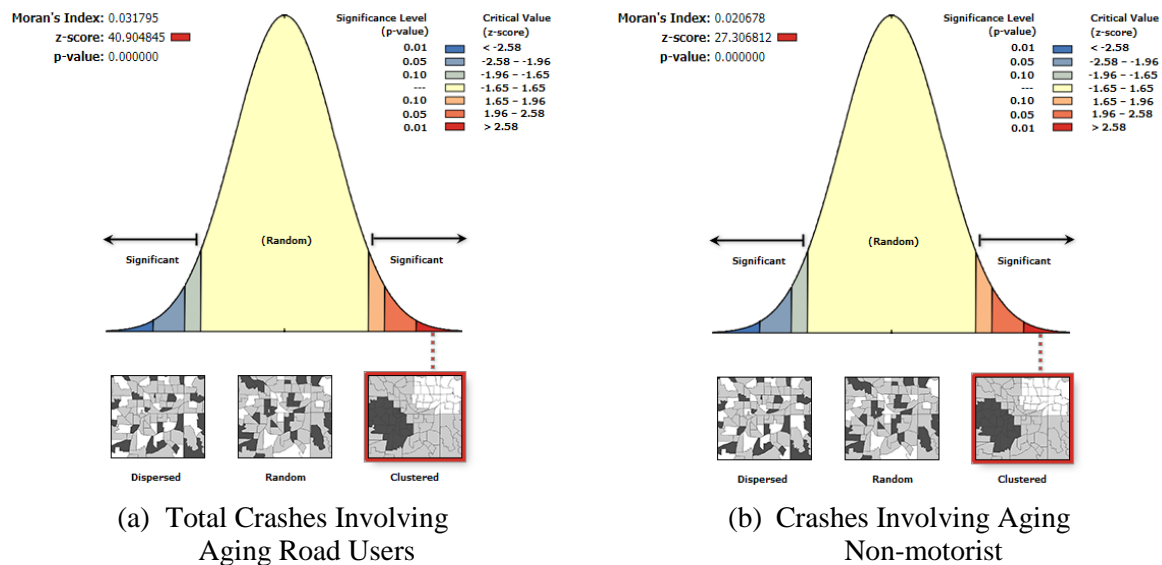 Moran's Index: 0.031795
z-score: 40.904845
p-value: 0.000000
Significance Level
(p-value)
Critical Value
(z-score)
0.01 < -2.58
0.05 -2.58 – -1.96
0.10 -1.96 – -1.65
--- -1.65 – 1.65
0.10 1.65 – 1.96
0.05 1.96 – 2.58
0.01 > 2.58
(Random)
Significant
Significant
Dispersed
Random
Clustered
(a) Total Crashes Involving
Aging Road Users
Moran's Index: 0.020678
z-score: 27.306812
p-value: 0.000000
Significance Level
(p-value)
Critical Value
(z-score)
0.01 < -2.58
0.05 -2.58 – -1.96
0.10 -1.96 – -1.65
--- -1.65 – 1.65
0.10 1.65 – 1.96
0.05 1.96 – 2.58
0.01 > 2.58
(Random)
Significant
Significant
Dispersed
Random
Clustered
(b) Crashes Involving Aging
Non-motorist